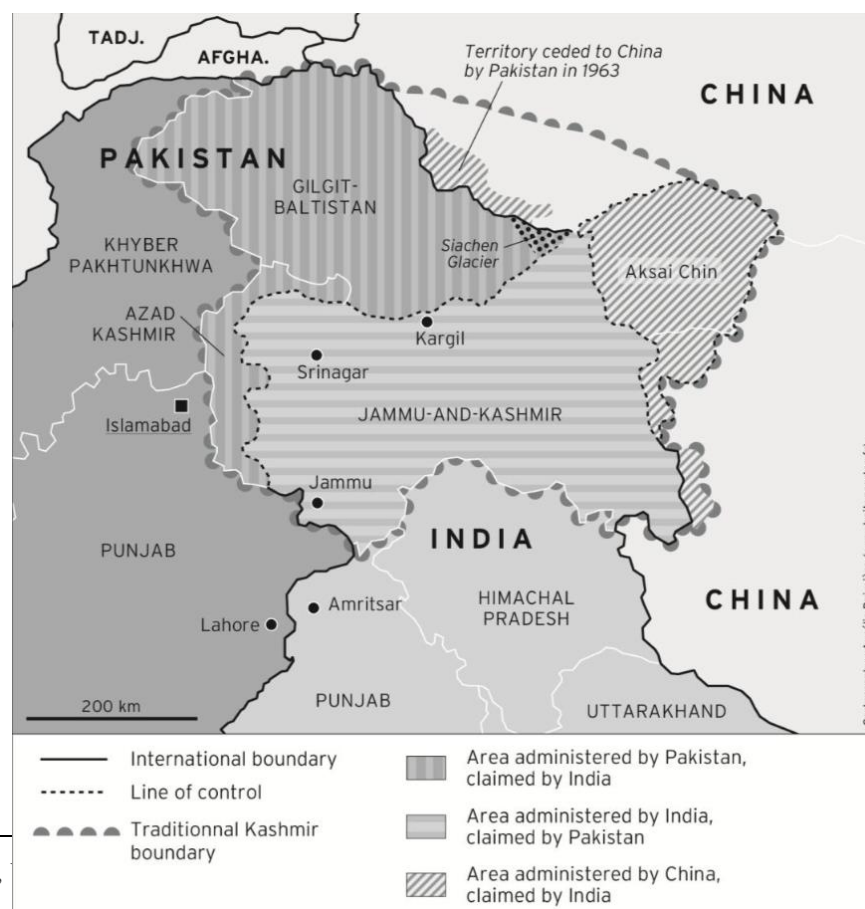 TADJ.
AFGHA.
Territory ceded to China
by Pakistan in 1963
CHINA
PAKISTAN
GILGIT-
BALTISTAN
KHYBER
PAKHTUNKHWA
Siachen
Glacier
Aksai Chin
AZAD
KASHMIR
Kargil
Srinagar
Islamabad
JAMMU-AND-KASHMIR
Jammu
INDIA
PUNJAB
CHINA
Amritsar
HIMACHAL
PRADESH
Lahore
200 km
PUNJAB
UTTARAKHAND
International boundary
Line of control
Traditionnal Kashmir
boundary
Area administered by Pakistan,
claimed by India
Area administered by India,
claimed by Pakistan
Area administered by China,
claimed by India